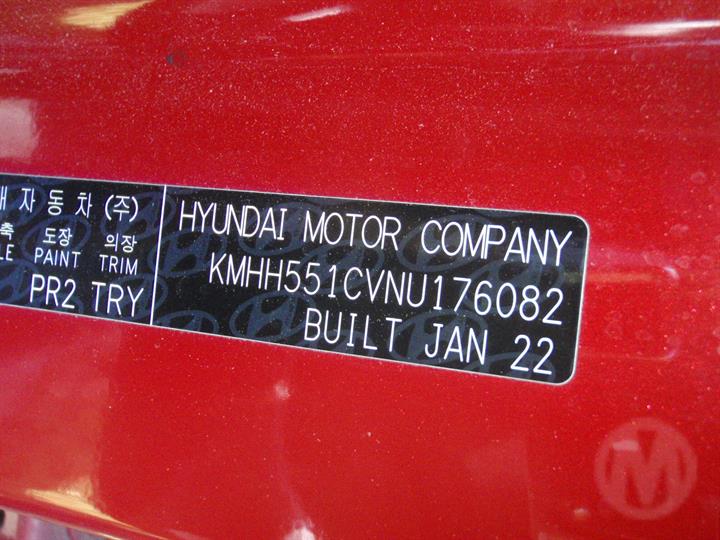 자동차(주)
도장 의장
PAINT TRIM
PR2 TRY
HYUNDAI MOTOR COMPANY
KMHH551CVNU176082
BUILT JAN 22
M